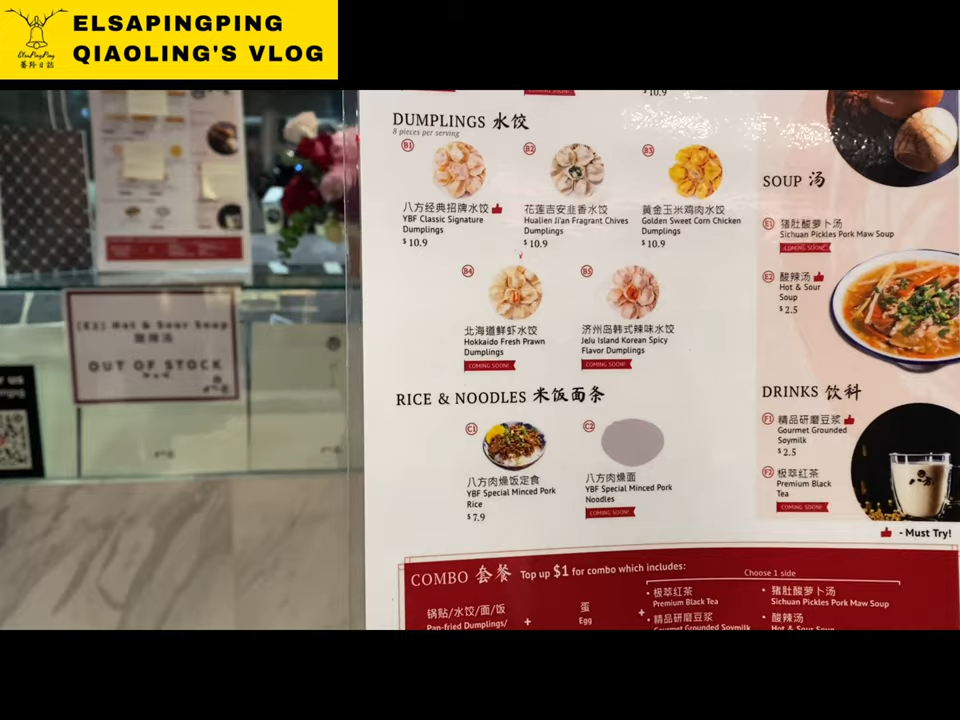 ELSAPINGPING
QIAOLING'S VLOG
ElsaPingPing
(E2) Hot & Sour Soup
酸辣汤
OUT OF STOCK
COMING SOON!
10.9
DUMPLINGS 水饺
8 pieces per serving
B1
八方经典招牌水饺
YBF Classic Signature
Dumplings
$10.9
B2
花莲吉安韭香水饺
Hualien Ji'an Fragrant Chives
Dumplings
$10.9
B3
黄金玉米鸡肉水饺
Golden Sweet Corn Chicken
Dumplings
$10.9
B4
北海道鲜虾水饺
Hokkaido Fresh Prawn
Dumplings
COMING SOON!
B5
济州岛韩式辣味水饺
JeJu Island Korean Spicy
Flavor Dumplings
COMING SOON!
RICE & NOODLES 米饭面条
C1
八方肉燥饭定食
YBF Special Minced Pork
Rice
$7.9
C2
八方肉燥面
YBF Special Minced Pork
Noodles
COMING SOON!
SOUP 汤
E1
猪肚酸萝卜汤
Sichuan Pickles Pork Maw Soup
COMING SOON!
E2
酸辣汤
Hot & Sour
Soup
$2.5
DRINKS 饮料
F1
精品研磨豆浆
Gourmet Grounded
Soymilk
$2.5
F2
极萃红茶
Premium Black
Tea
COMING SOON!
- Must Try!
COMBO 套餐 Top up $1 for combo which includes:
Choose 1 side
锅贴/水饺/面/饭
Pan-fried Dumplings/
+
蛋
Egg
+
• 极萃红茶
Premium Black Tea
• 精品研磨豆浆
Gourmet Grounded Soymilk
• 猪肚酸萝卜汤
Sichuan Pickles Pork Maw Soup
• 酸辣汤
Hot & Sour Soup